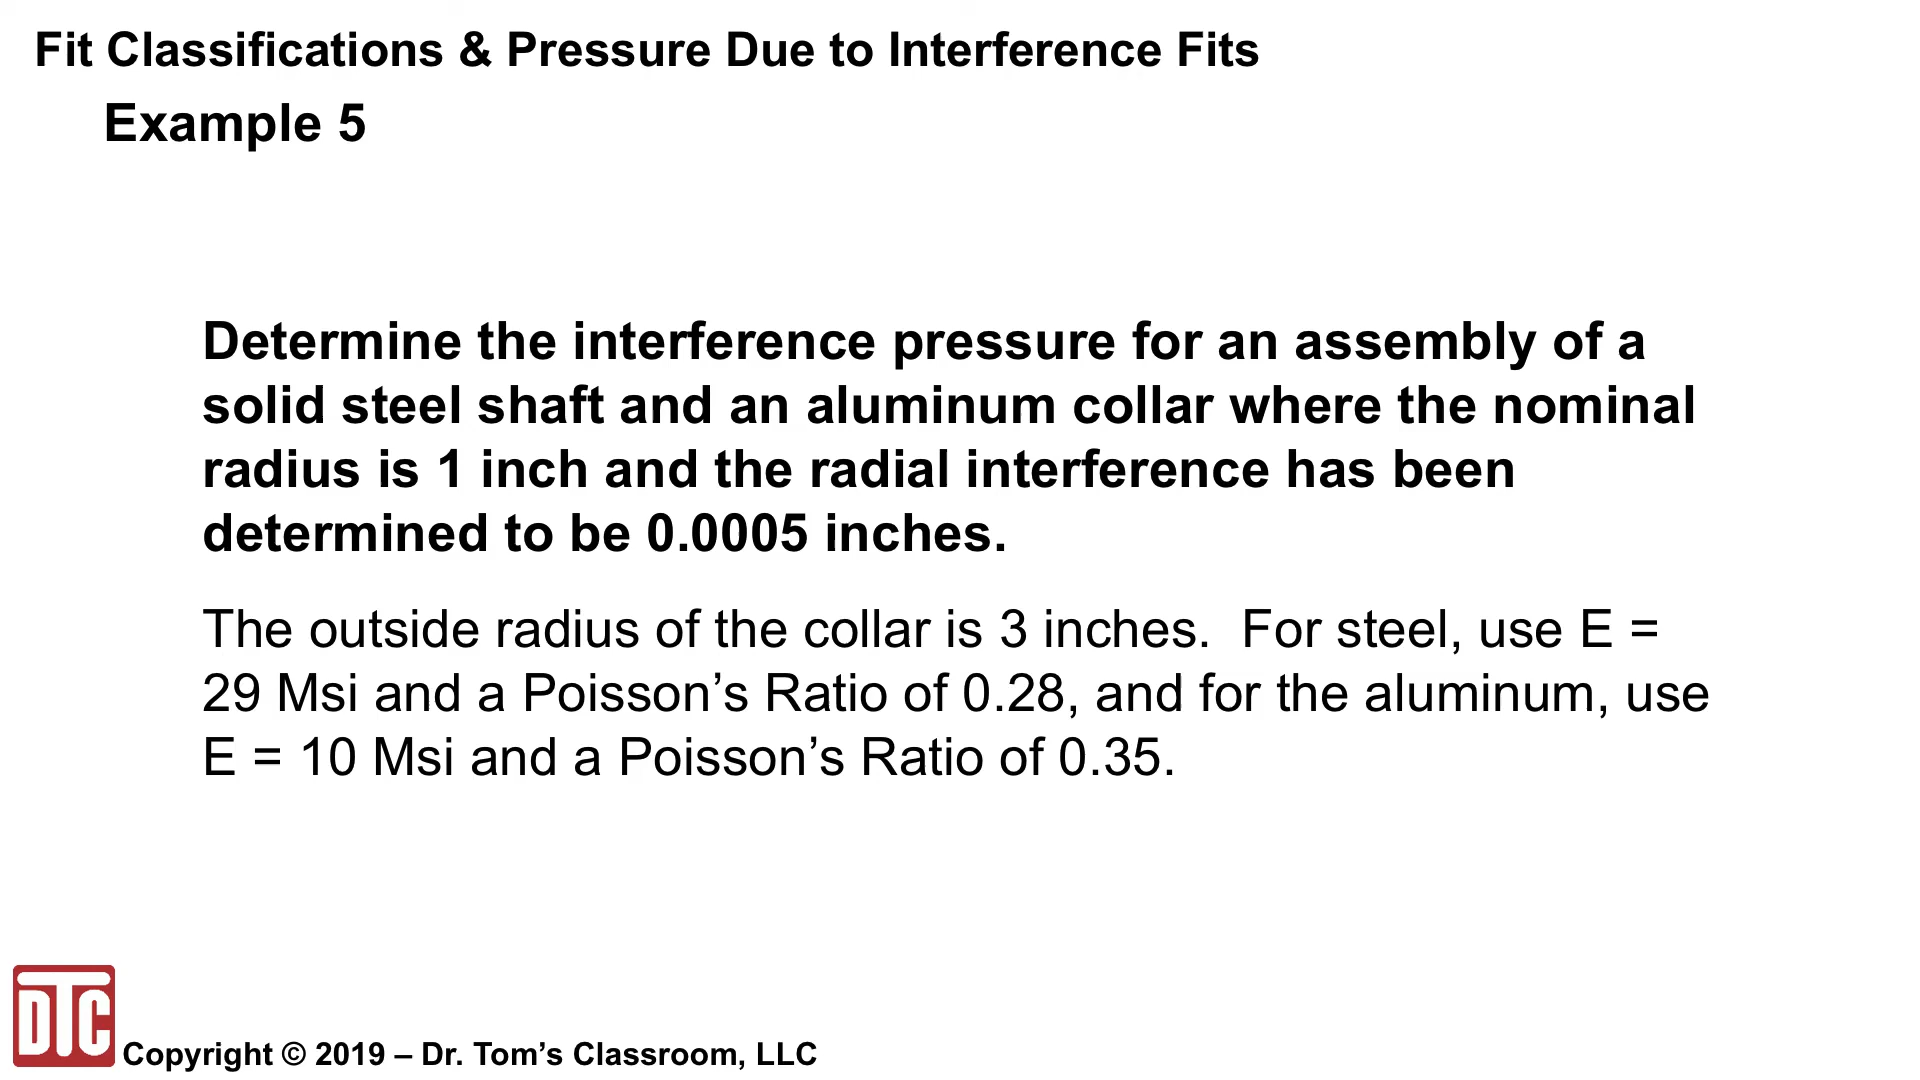 Fit Classifications & Pressure Due to Interference Fits
Example 5
Determine the interference pressure for an assembly of a
solid steel shaft and an aluminum collar where the nominal
radius is 1 inch and the radial interference has been
determined to be 0.0005 inches.
The outside radius of the collar is 3 inches.  For steel, use E =
29 Msi and a Poisson’s Ratio of 0.28, and for the aluminum, use
E = 10 Msi and a Poisson’s Ratio of 0.35.
DTC
Copyright © 2019 – Dr. Tom’s Classroom, LLC